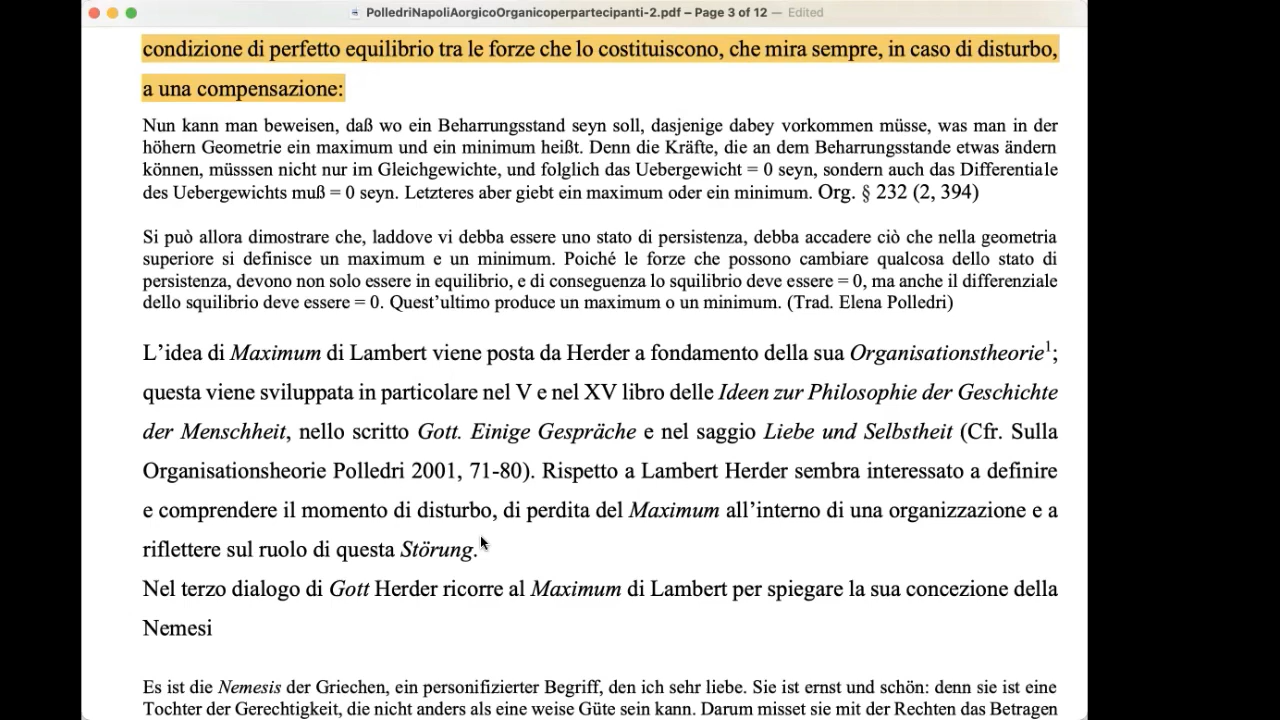 PolledriNapoliAorgicoOrganicoperpartecipanti-2.pdf – Page 3 of 12 — Edited
condizione di perfetto equilibrio tra le forze che lo costituiscono, che mira sempre, in caso di disturbo,
a una compensazione:
Nun kann man beweisen, daß wo ein Beharrungsstand seyn soll, dasjenige dabey vorkommen müsse, was man in der
höhern Geometrie ein maximum und ein minimum heißt. Denn die Kräfte, die an dem Beharrungsstande etwas ändern
können, müsssen nicht nur im Gleichgewichte, und folglich das Uebergewicht = 0 seyn, sondern auch das Differentiale
des Uebergewichts muß = 0 seyn. Letzteres aber giebt ein maximum oder ein minimum. Org. § 232 (2, 394)
Si può allora dimostrare che, laddove vi debba essere uno stato di persistenza, debba accadere ciò che nella geometria
superiore si definisce un maximum e un minimum. Poiché le forze che possono cambiare qualcosa dello stato di
persistenza, devono non solo essere in equilibrio, e di conseguenza lo squilibrio deve essere = 0, ma anche il differenziale
dello squilibrio deve essere = 0. Quest’ultimo produce un maximum o un minimum. (Trad. Elena Polledri)
L’idea di Maximum di Lambert viene posta da Herder a fondamento della sua Organisationstheorie¹;
questa viene sviluppata in particolare nel V e nel XV libro delle Ideen zur Philosophie der Geschichte
der Menschheit, nello scritto Gott. Einige Gespräche e nel saggio Liebe und Selbstheit (Cfr. Sulla
Organisationsheorie Polledri 2001, 71-80). Rispetto a Lambert Herder sembra interessato a definire
e comprendere il momento di disturbo, di perdita del Maximum all’interno di una organizzazione e a
riflettere sul ruolo di questa Störung.
Nel terzo dialogo di Gott Herder ricorre al Maximum di Lambert per spiegare la sua concezione della
Nemesi
Es ist die Nemesis der Griechen, ein personifizierter Begriff, den ich sehr liebe. Sie ist ernst und schön: denn sie ist eine
Tochter der Gerechtigkeit, die nicht anders als eine weise Güte sein kann. Darum misset sie mit der Rechten das Betragen